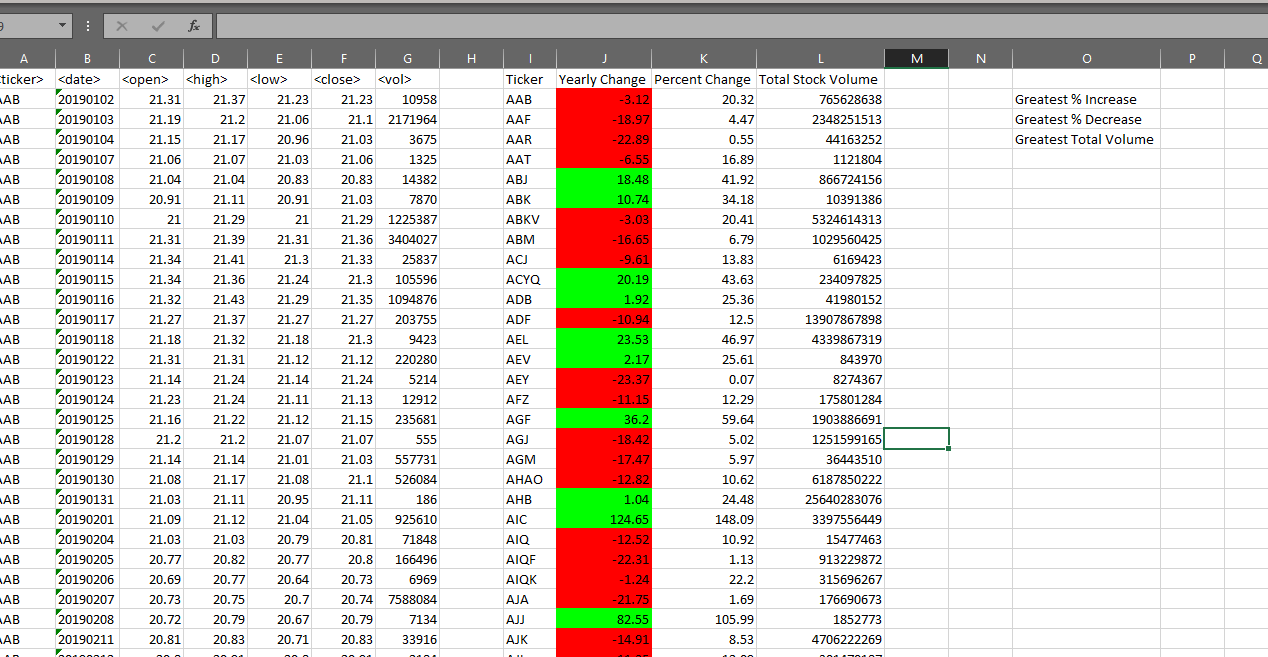 9 fx
A B C D E F G H I J K L M N O P Q
ticker> <date> <open> <high> <low> <close> <vol> Ticker Yearly Change Percent Change Total Stock Volume
AAB 20190102 21.31 21.37 21.23 21.23 10958 AAB -3.12 20.32 765628638 Greatest % Increase
AAB 20190103 21.19 21.2 21.06 21.1 2171964 AAF -18.97 4.47 2348251513 Greatest % Decrease
AAB 20190104 21.15 21.17 20.96 21.03 3675 AAR -22.89 0.55 44163252 Greatest Total Volume
AAB 20190107 21.06 21.07 21.03 21.06 1325 AAT -6.55 16.89 1121804
AAB 20190108 21.04 21.04 20.83 20.83 14382 ABJ 18.48 41.92 866724156
AAB 20190109 20.91 21.11 20.91 21.03 7870 ABK 10.74 34.18 10391386
AAB 20190110 21 21.29 21 21.29 1225387 ABKV -3.03 20.41 5324614313
AAB 20190111 21.31 21.39 21.31 21.36 3404027 ABM -16.65 6.79 1029560425
AAB 20190114 21.34 21.41 21.3 21.33 25837 ACJ -9.61 13.83 6169423
AAB 20190115 21.34 21.36 21.24 21.3 105596 ACYQ 20.19 43.63 234097825
AAB 20190116 21.32 21.43 21.29 21.35 1094876 ADB 1.92 25.36 41980152
AAB 20190117 21.27 21.37 21.27 21.27 203755 ADF -10.94 12.5 13907867898
AAB 20190118 21.18 21.32 21.18 21.3 9423 AEL 23.53 46.97 4339867319
AAB 20190122 21.31 21.31 21.12 21.12 220280 AEV 2.17 25.61 843970
AAB 20190123 21.14 21.24 21.14 21.24 5214 AEY -23.37 0.07 8274367
AAB 20190124 21.23 21.24 21.11 21.13 12912 AFZ -11.15 12.29 175801284
AAB 20190125 21.16 21.22 21.12 21.15 235681 AGF 36.2 59.64 1903886691
AAB 20190128 21.2 21.2 21.07 21.07 555 AGJ -18.42 5.02 1251599165
AAB 20190129 21.14 21.14 21.01 21.03 557731 AGM -17.47 5.97 36443510
AAB 20190130 21.08 21.17 21.08 21.1 526084 AHAO -12.82 10.62 6187850222
AAB 20190131 21.03 21.11 20.95 21.11 186 AHB 1.04 24.48 25640283076
AAB 20190201 21.09 21.12 21.04 21.05 925610 AIC 124.65 148.09 3397556449
AAB 20190204 21.03 21.03 20.79 20.81 71848 AIQ -12.52 10.92 15477463
AAB 20190205 20.77 20.82 20.77 20.8 166496 AIQF -22.31 1.13 913229872
AAB 20190206 20.69 20.77 20.64 20.73 6969 AIQK -1.24 22.2 315696267
AAB 20190207 20.73 20.75 20.7 20.74 7588084 AJA -21.75 1.69 176690673
AAB 20190208 20.72 20.79 20.67 20.79 7134 AJJ 82.55 105.99 1852773
AAB 20190211 20.81 20.83 20.71 20.83 33916 AJK -14.91 8.53 4706222269